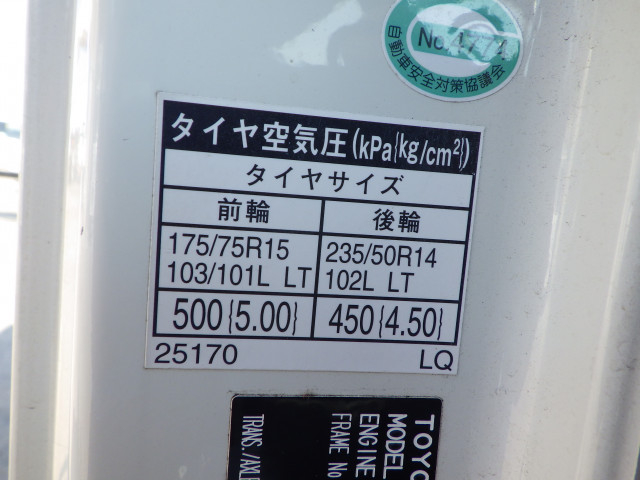 No.4774
自動車安全対策協議会
タイヤ空気圧(kPa{kg/cm²})
タイヤサイズ
前輪 後輪
175/75R15 235/50R14
103/101L LT 102L LT
500{5.00} 450{4.50}
25170 LQ
TOYO
MODEL
ENGINE
FRAME No
TRANS./AXL